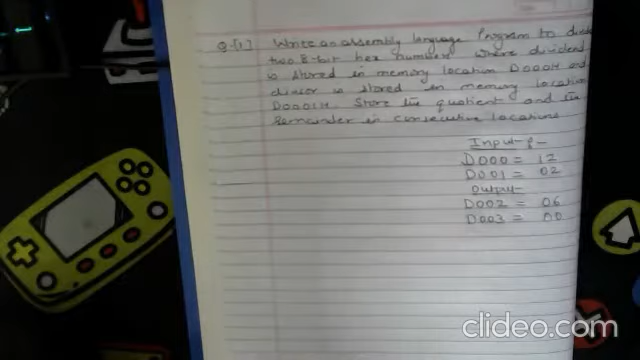 Q.[1] Write an assembly language Program to divide
two 8-bit hex numbers where dividend
is stored in memory location D000H and
divisor is stored in memory location
D0001H. Store the quotient and the
Remainder in consecutive locations
Input:-
D000 = 12
D001 = 02
Output-
D002 = 06
D003 = 00
clideo.com